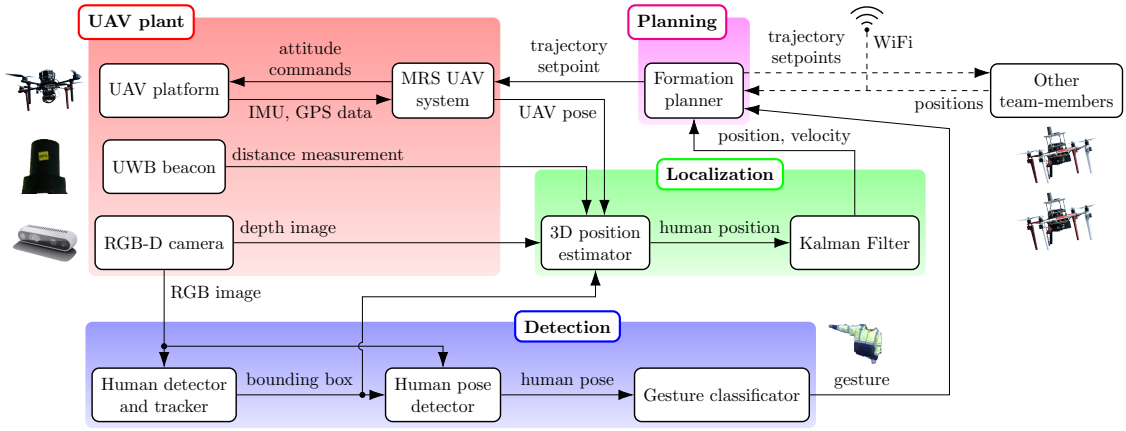 UAV plant
Planning
WiFi
attitude
commands
trajectory
setpoint
trajectory
setpoints
UAV platform
MRS UAV
system
Formation
planner
Other
team-members
IMU, GPS data
UAV pose
positions
position, velocity
UWB beacon
distance measurement
Localization
RGB-D camera
depth image
3D position
estimator
human position
Kalman Filter
RGB image
Detection
Human detector
and tracker
bounding box
Human pose
detector
human pose
Gesture classificator
gesture